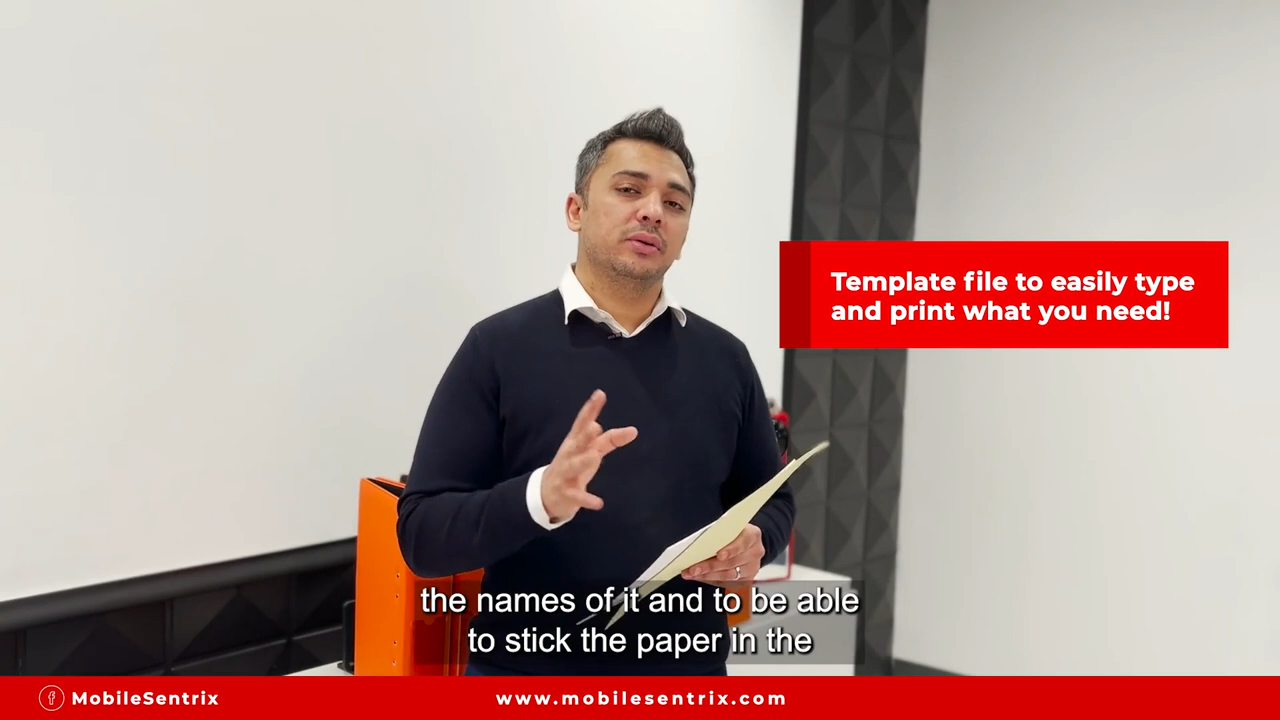 Template file to easily type
and print what you need!
the names of it and to be able
to stick the paper in the
MobileSentrix
www.mobilesentrix.com